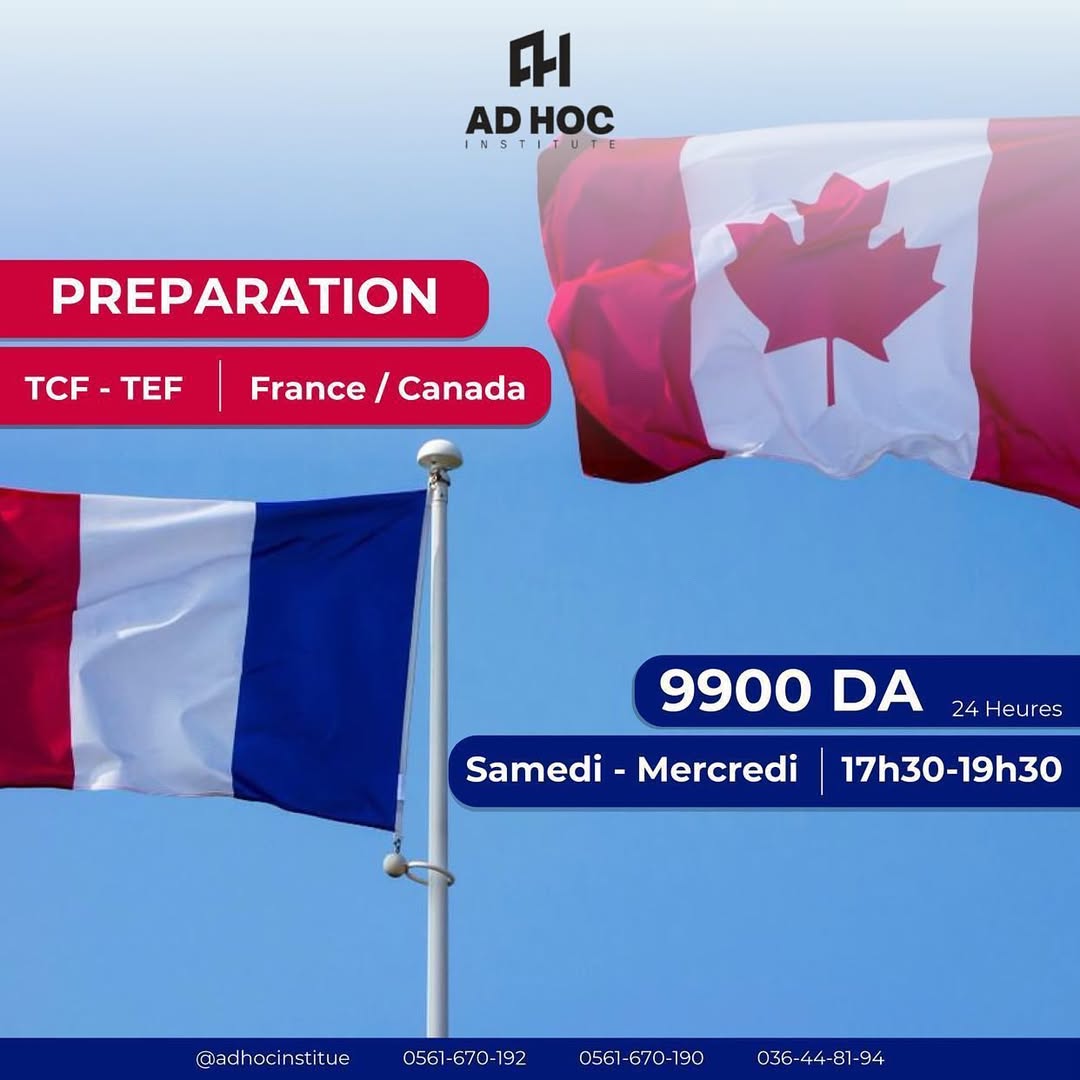 AD HOC
INSTITUTE
PREPARATION
TCF - TEF | France / Canada
9900 DA 24 Heures
Samedi - Mercredi | 17h30-19h30
@adhocinstitue 0561-670-192 0561-670-190 036-44-81-94